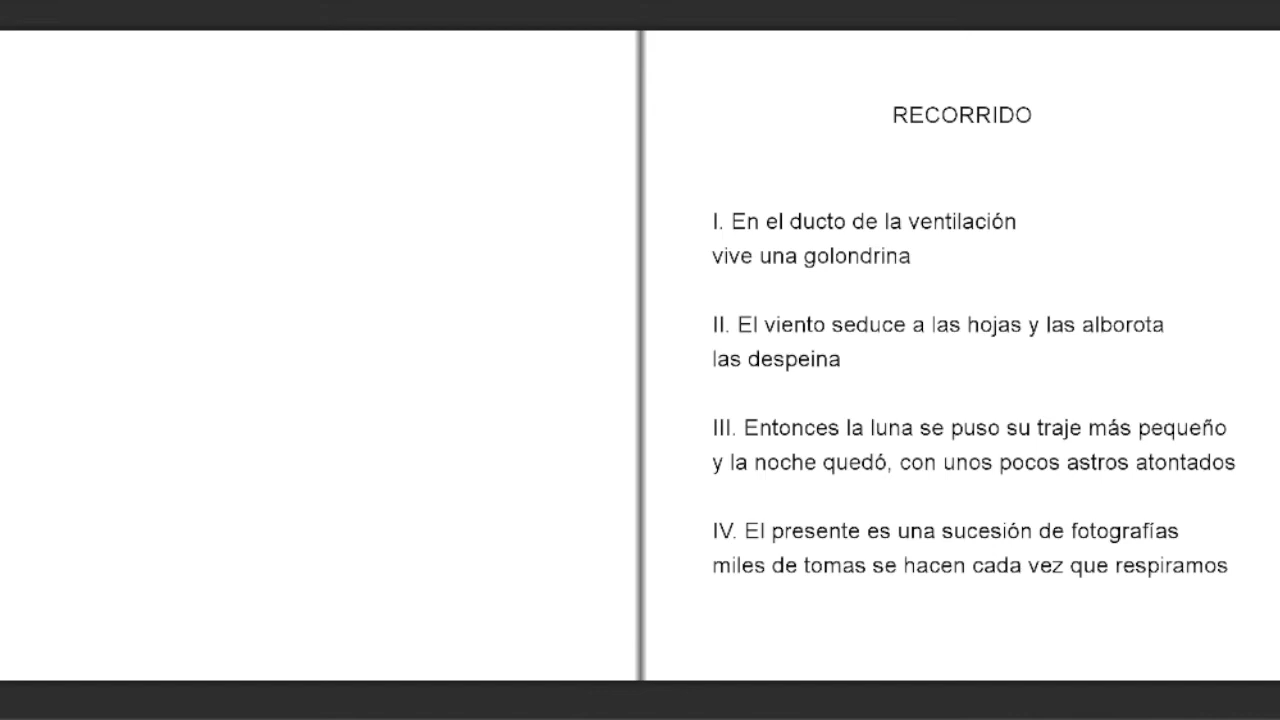 RECORRIDO
I. En el ducto de la ventilación
vive una golondrina
II. El viento seduce a las hojas y las alborota
las despeina
III. Entonces la luna se puso su traje más pequeño
y la noche quedó, con unos pocos astros atontados
IV. El presente es una sucesión de fotografías
miles de tomas se hacen cada vez que respiramos